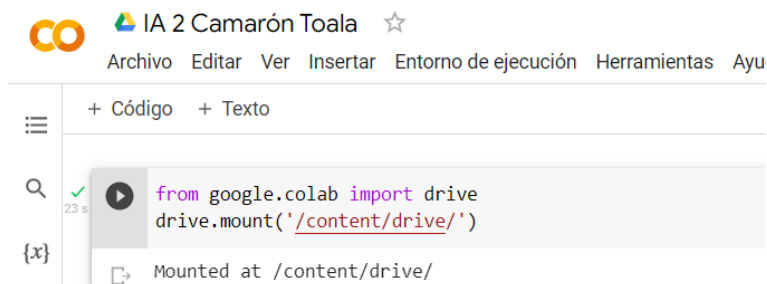 IA 2 Camarón Toala
Archivo Editar Ver Insertar Entorno de ejecución Herramientas Ayu
+ Código + Texto
from google.colab import drive
23 s
drive.mount('/content/drive/')
{x}
Mounted at /content/drive/